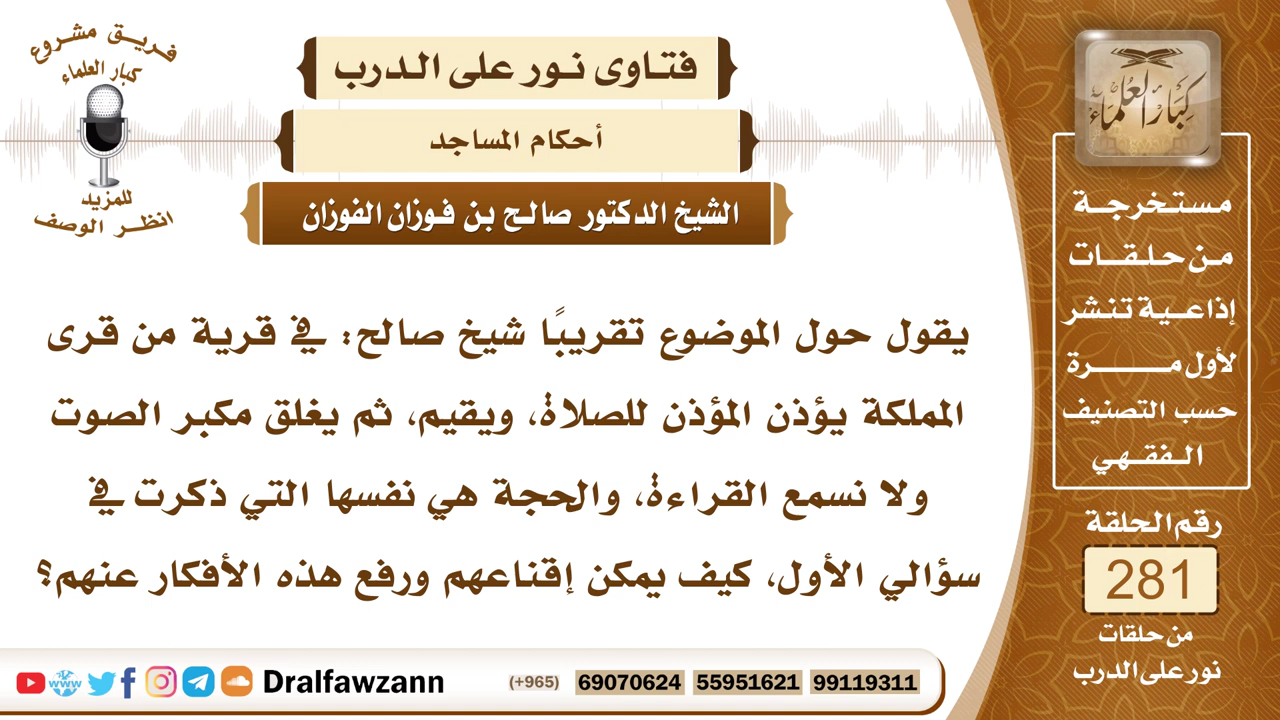 فريق مشروع
كبار العلماء
للمزيد
انظر الوصف
فتاوى نور على الدرب
أحكام المساجد
الشيخ الدكتور صالح بن فوزان الفوزان
يقول حول الموضوع تقريبًا شيخ صالح: في قرية من قرى
المملكة يؤذن المؤذن للصلاة، ويقيم، ثم يغلق مكبر الصوت
ولا نسمع القراءة، والحجة هي نفسها التي ذكرت في
سؤالي الأول، كيف يمكن إقناعهم ورفع هذه الأفكار عنهم؟
كبار العلماء
مستخرجة
من حلقات
إذاعية تنشر
لأول مرة
حسب التصنيف
الفقهي
رقم الحلقة
281
من حلقات
نور على الدرب
www Dralfawzann (+965) 69070624 55951621 99119311